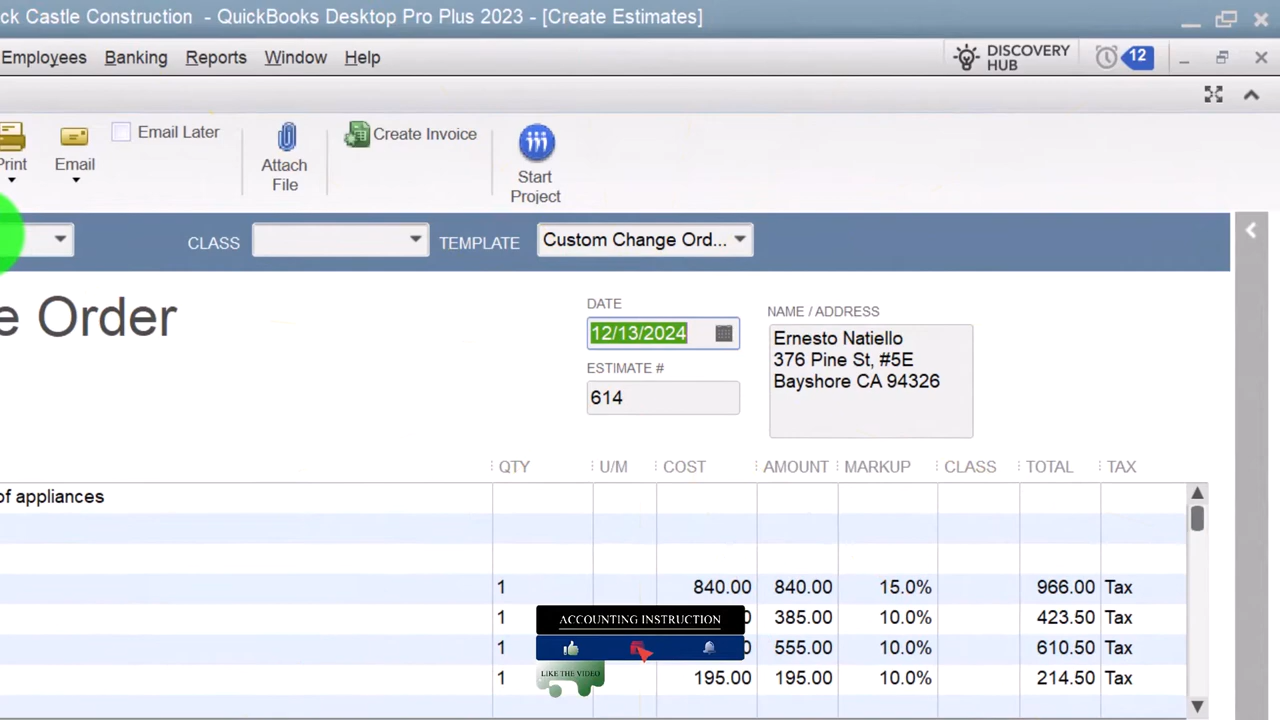 ck Castle Construction - QuickBooks Desktop Pro Plus 2023 - [Create Estimates]
Employees Banking Reports Window Help
DISCOVERY HUB
12
Print
Email
Email Later
Attach File
Create Invoice
Start Project
CLASS
TEMPLATE
Custom Change Ord...
e Order
DATE
12/13/2024
ESTIMATE #
614
NAME / ADDRESS
Ernesto Natiello
376 Pine St, #5E
Bayshore CA 94326
QTY U/M COST AMOUNT MARKUP CLASS TOTAL TAX
of appliances
1 840.00 840.00 15.0% 966.00 Tax
1 0 385.00 10.0% 423.50 Tax
1 0 555.00 10.0% 610.50 Tax
1 195.00 195.00 10.0% 214.50 Tax
ACCOUNTING INSTRUCTION
LIKE THE VIDEO